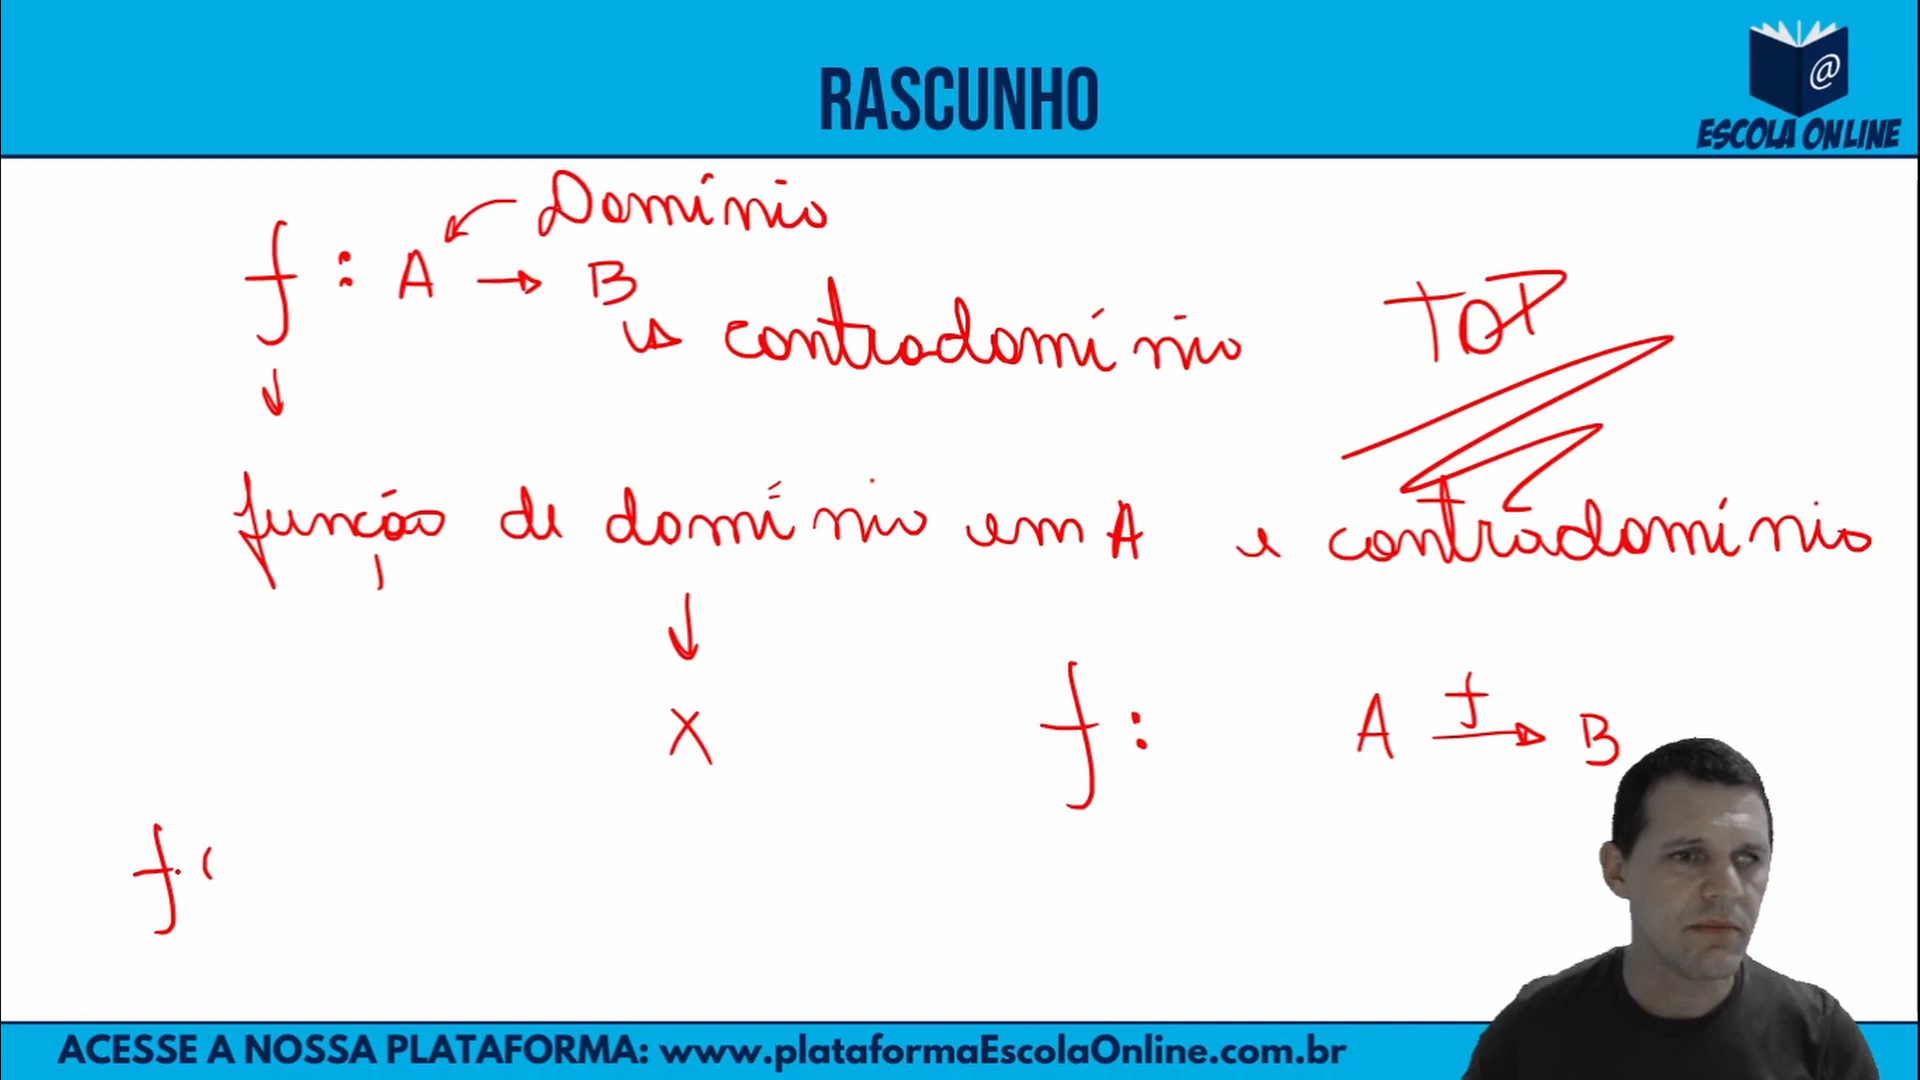 RASCUNHO
@
ESCOLA ONLINE
Domínio
f : A → B
↳ contradomínio
TOP
função de domínio em A e contradomínio
x
f :
A f→ B
f (
ACESSE A NOSSA PLATAFORMA: www.plataformaEscolaOnline.com.br